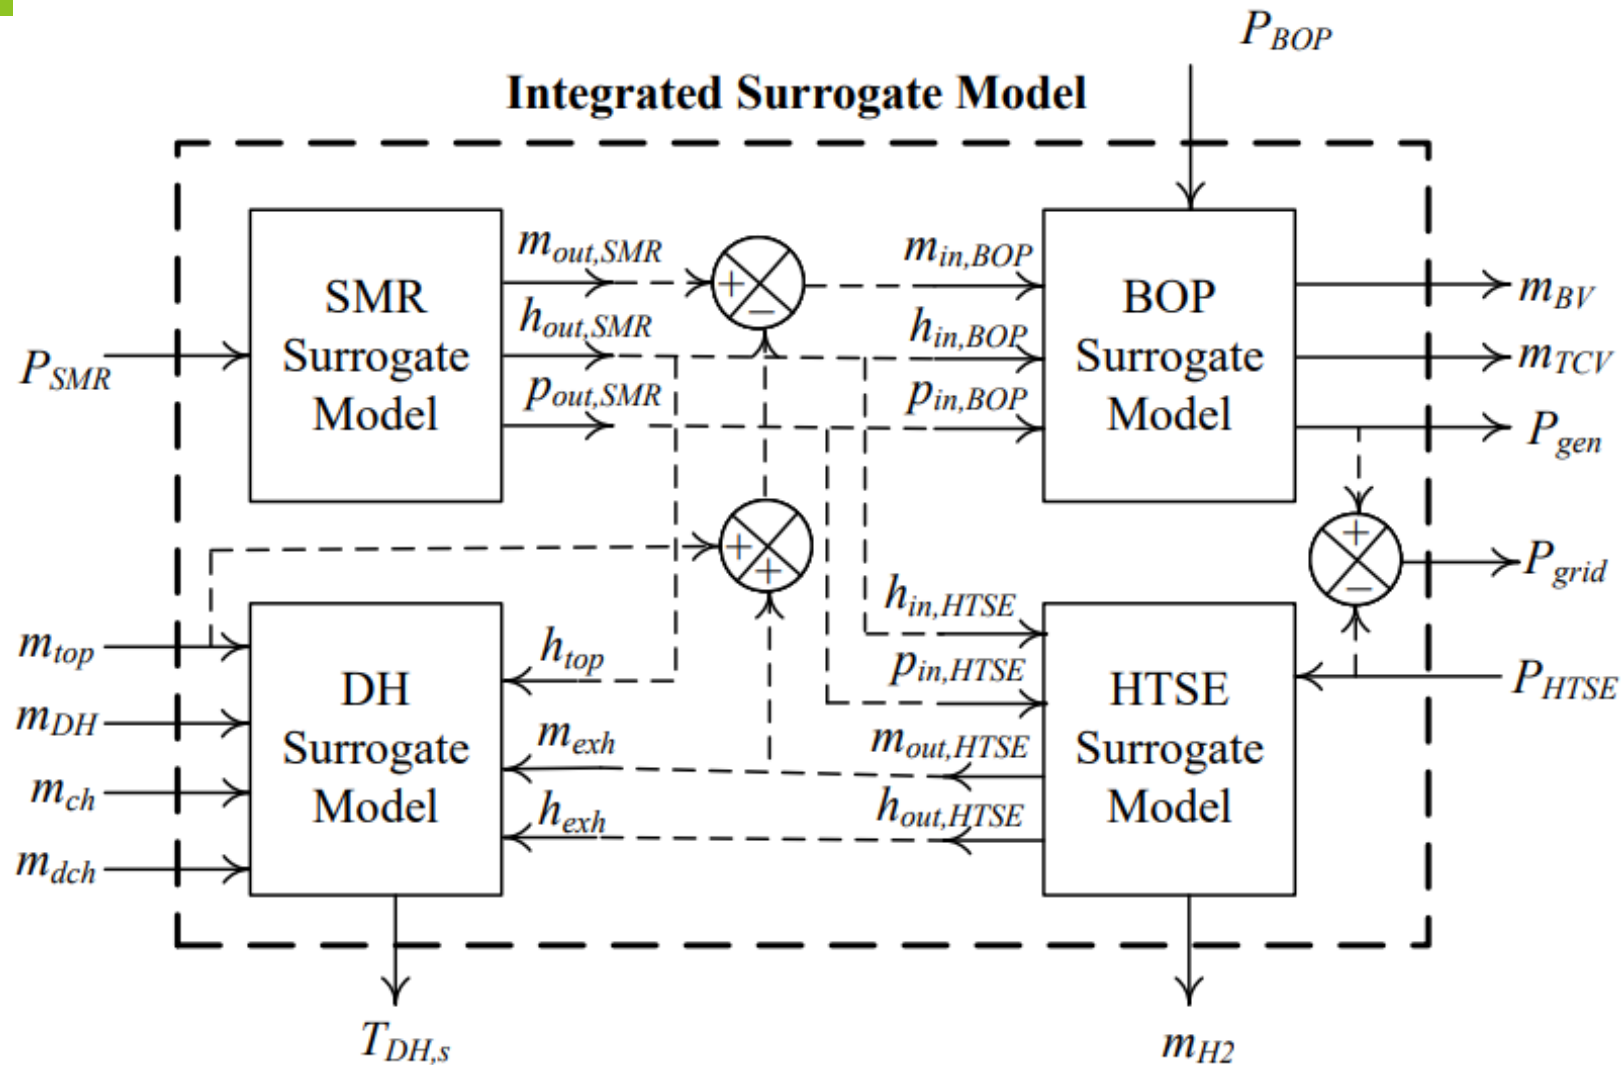 P_BOP
Integrated Surrogate Model
SMR
Surrogate
Model
m_out,SMR
h_out,SMR
p_out,SMR
+
−
m_in,BOP
h_in,BOP
p_in,BOP
BOP
Surrogate
Model
m_BV
m_TCV
P_gen
P_SMR
+
+
+
−
P_grid
m_top
m_DH
m_ch
m_dch
DH
Surrogate
Model
h_top
m_exh
h_exh
h_in,HTSE
p_in,HTSE
m_out,HTSE
h_out,HTSE
HTSE
Surrogate
Model
P_HTSE
T_DH,s
m_H2